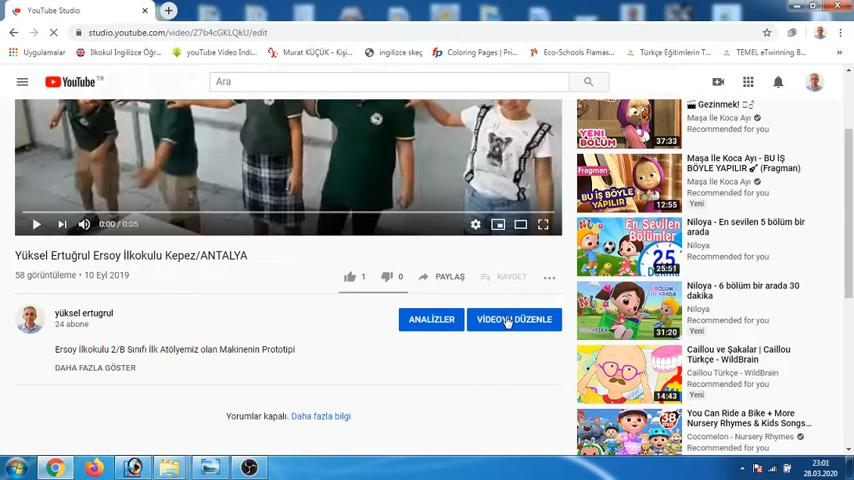 YouTube Studio
studio.youtube.com/video/Z7b4cGKLQkU/edit
Uygulamalar
İlkokul İngilizce Öğr...
youTube Video İndi...
Murat KÜÇÜK - Kişi...
ingilizce skeç
Coloring Pages | Pri...
Eco-Schools Flamas...
Türkçe Eğitimlerin T...
TEMEL eTwinning B...
YouTube TR
Ara
Gezinmek!
Maşa İle Koca Ayı
Recommended for you
YENİ BÖLÜM
37:33
Maşa İle Koca Ayı - BU İŞ
BÖYLE YAPILIR (Fragman)
Maşa İle Koca Ayı
Recommended for you
Yeni
Fragman
BU İŞ BÖYLE YAPILIR
12:55
0:00 / 0:05
Niloya - En sevilen 5 bölüm bir
arada
Niloya
Recommended for you
En Sevilen
Bölümler
25
25:51
Yüksel Ertuğrul Ersoy İlkokulu Kepez/ANTALYA
58 görüntüleme • 10 Eyl 2019
1
0
PAYLAŞ
KAYDET
Niloya - 6 bölüm bir arada 30
dakika
Niloya
Recommended for you
Yeni
31:20
yüksel ertugrul
24 abone
ANALİZLER
VİDEOYU DÜZENLE
Ersoy İlkokulu 2/B Sınıfı İlk Atölyemiz olan Makinenin Prototipi
DAHA FAZLA GÖSTER
Caillou ve Şakalar | Caillou
Türkçe - WildBrain
Caillou Türkçe - WildBrain
Recommended for you
Yeni
14:43
Yorumlar kapalı. Daha fazla bilgi
You Can Ride a Bike + More
Nursery Rhymes & Kids Songs...
Cocomelon - Nursery Rhymes
Recommended for you
38
23:01
28.03.2020